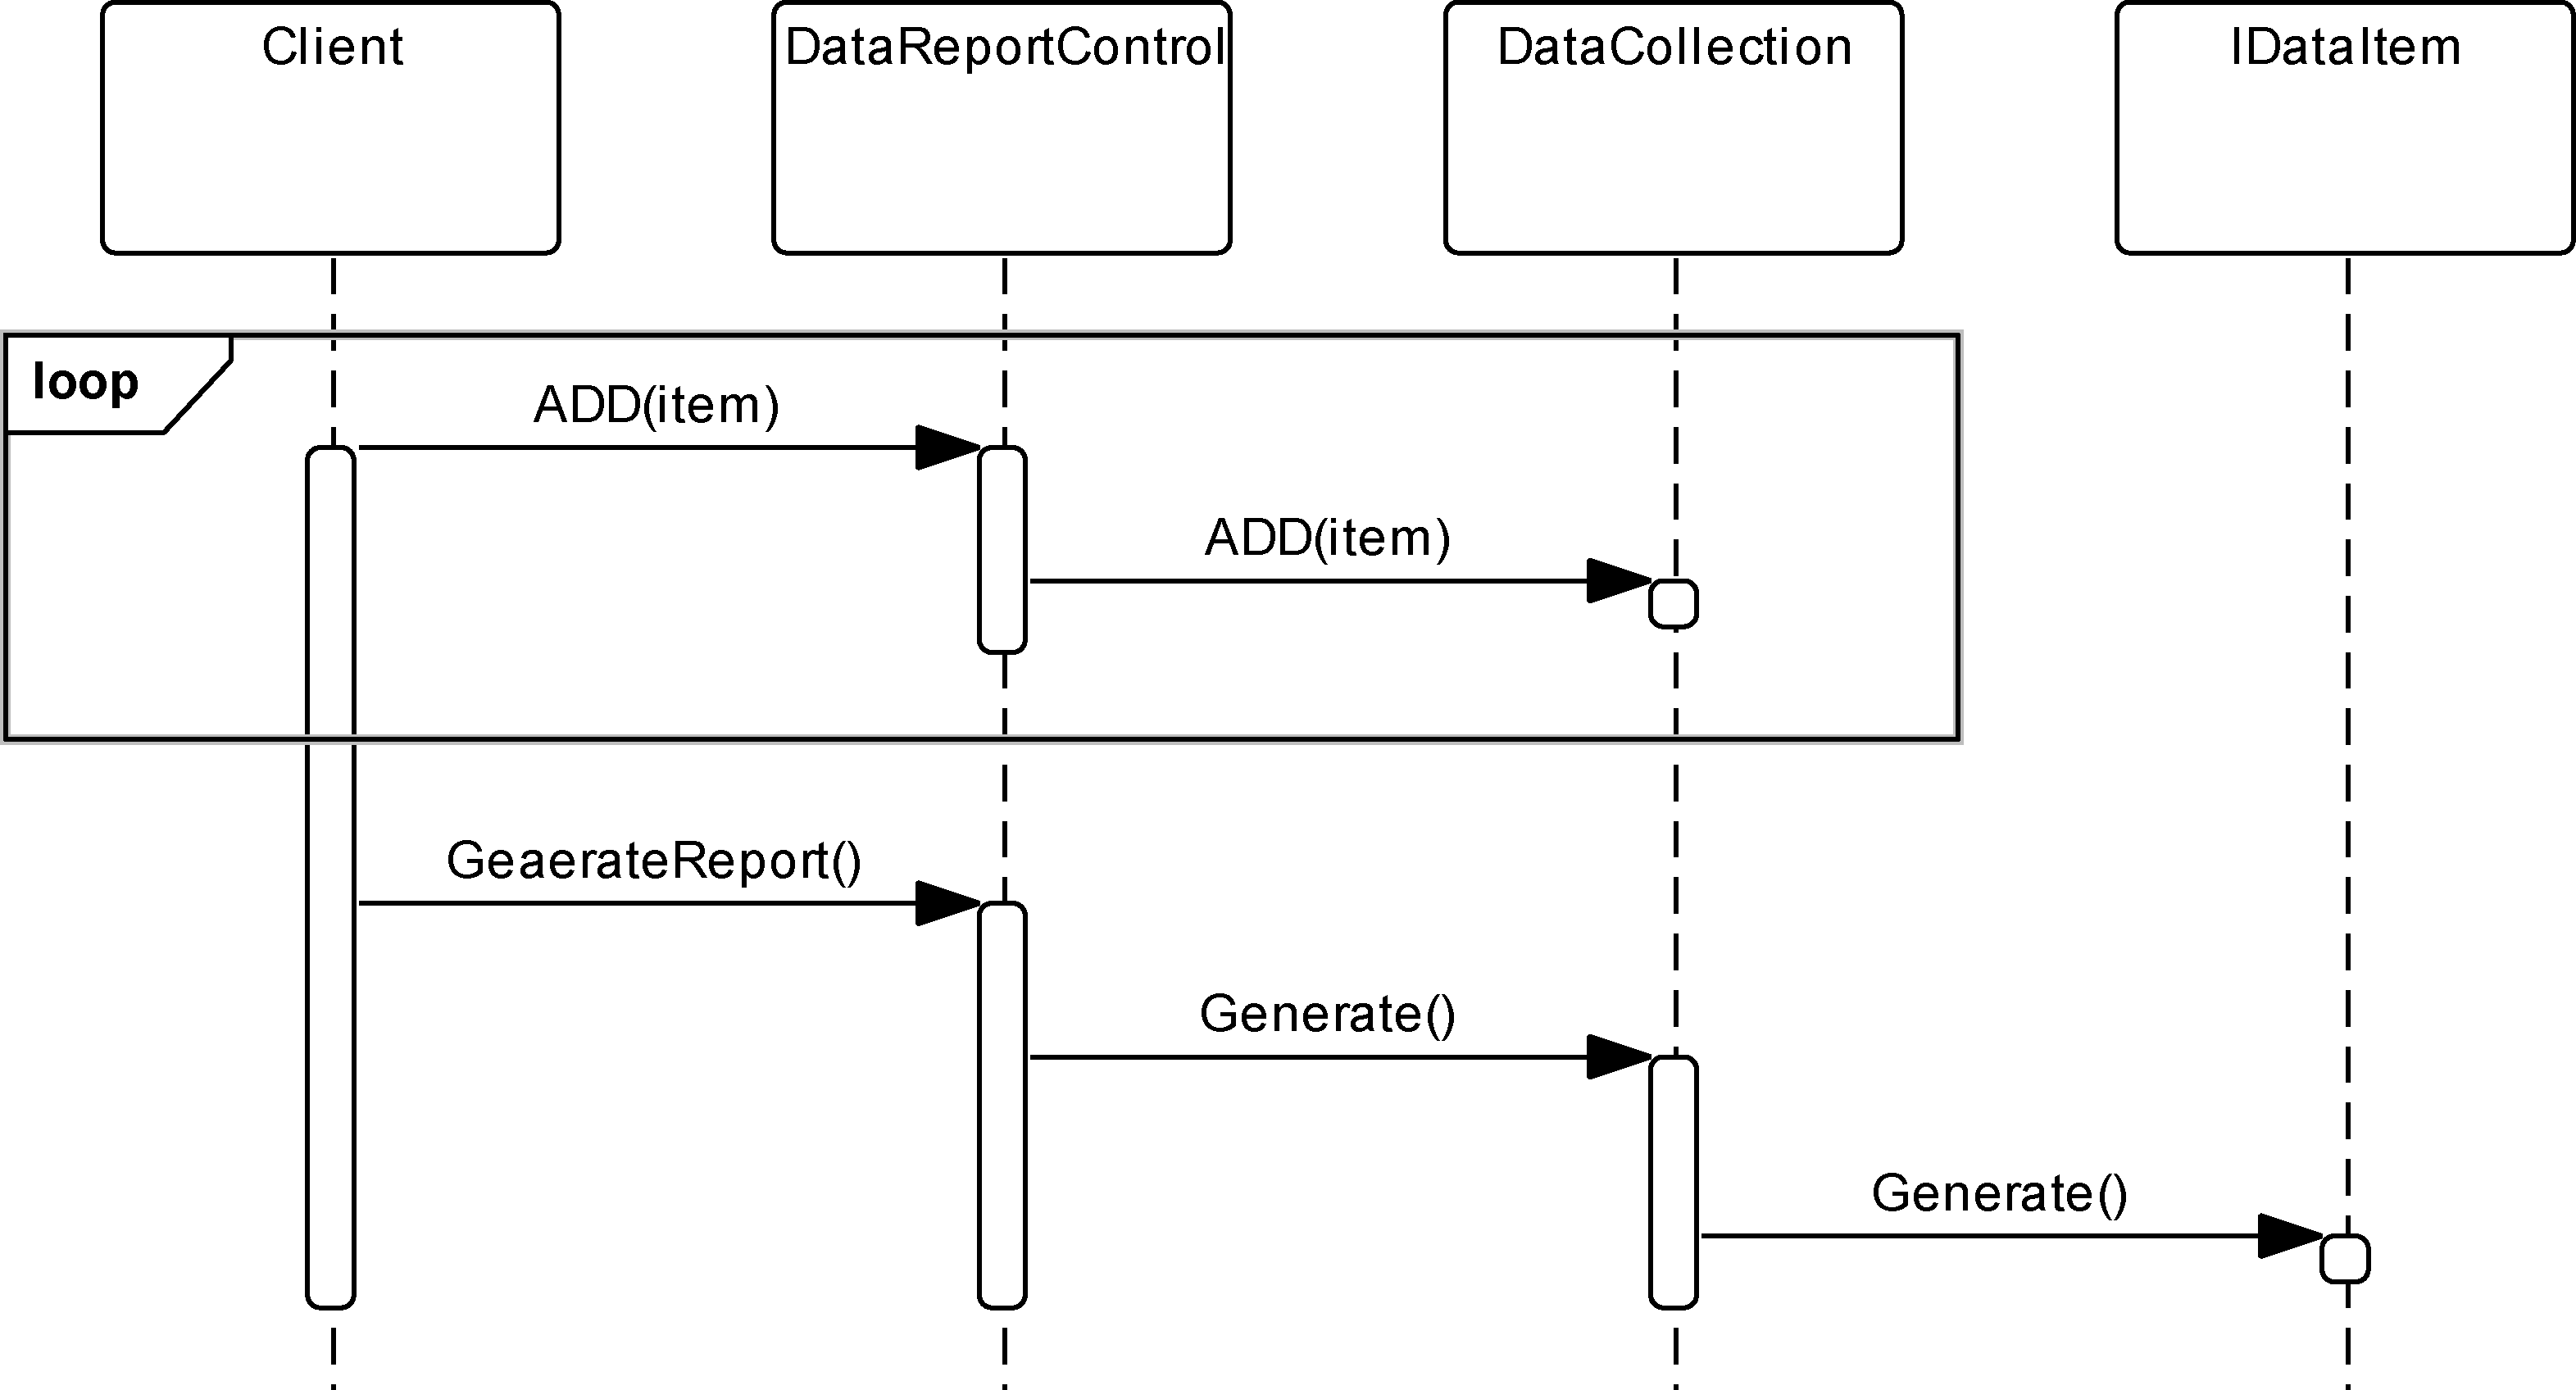 Client
DataReportControl
DataCollection
IDataItem
loop
ADD(item)
ADD(item)
GeaerateReport()
Generate()
Generate()